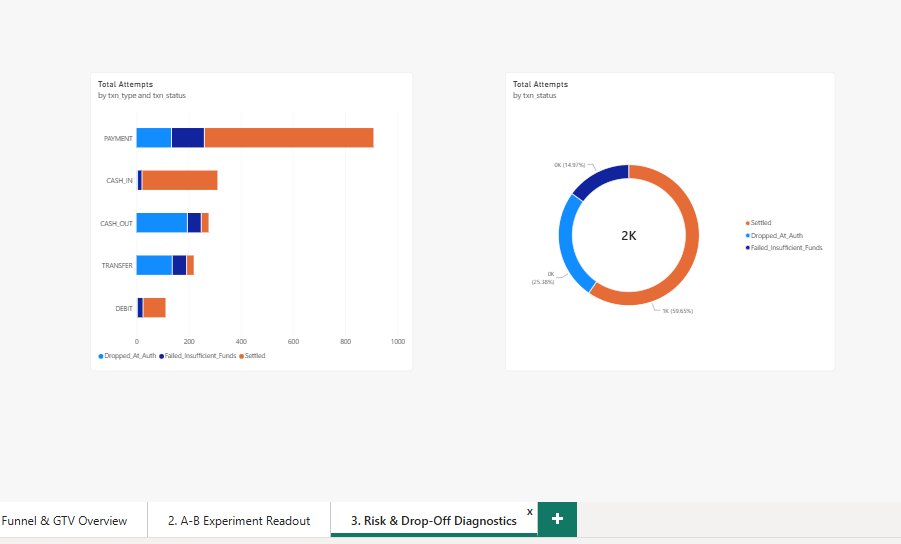 Total Attempts
by txn_type and txn_status
PAYMENT
CASH_IN
CASH_OUT
TRANSFER
DEBIT
0 200 400 600 800 1000
Dropped_At_Auth Failed_Insufficient_Funds Settled
Total Attempts
by txn_status
0K (14.97%)
2K
0K
(25.38%)
1K (59.65%)
Settled
Dropped_At_Auth
Failed_Insufficient_Funds
Funnel & GTV Overview 2. A-B Experiment Readout 3. Risk & Drop-Off Diagnostics x +